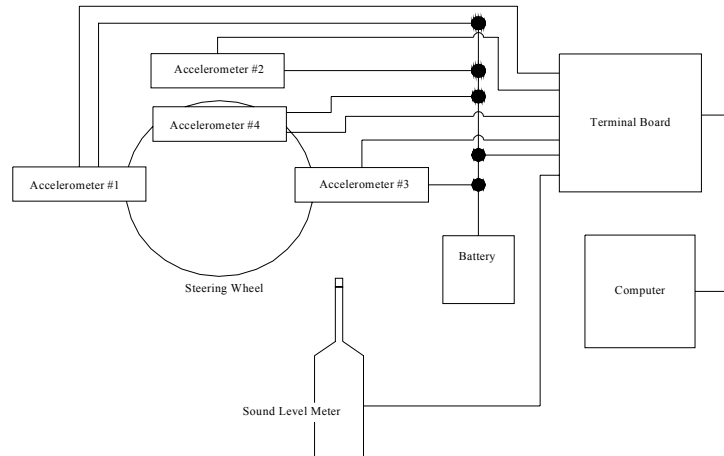 Accelerometer #2
Accelerometer #4
Terminal Board
Accelerometer #1
Accelerometer #3
Battery
Steering Wheel
Computer
Sound Level Meter